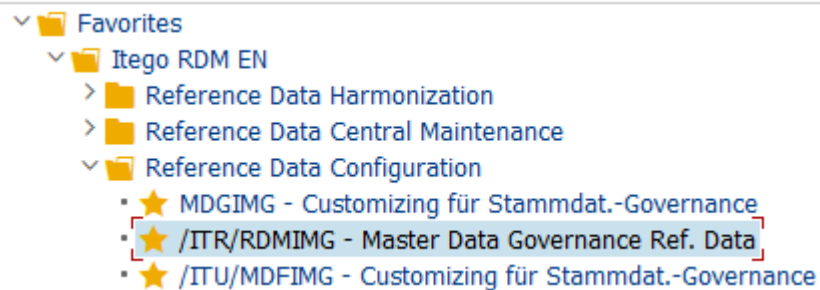 Favorites
Itego RDM EN
Reference Data Harmonization
Reference Data Central Maintenance
Reference Data Configuration
MDGIMG - Customizing für Stammdat.-Governance
/ITR/RDMIMG - Master Data Governance Ref. Data
/ITU/MDFIMG - Customizing für Stammdat.-Governance